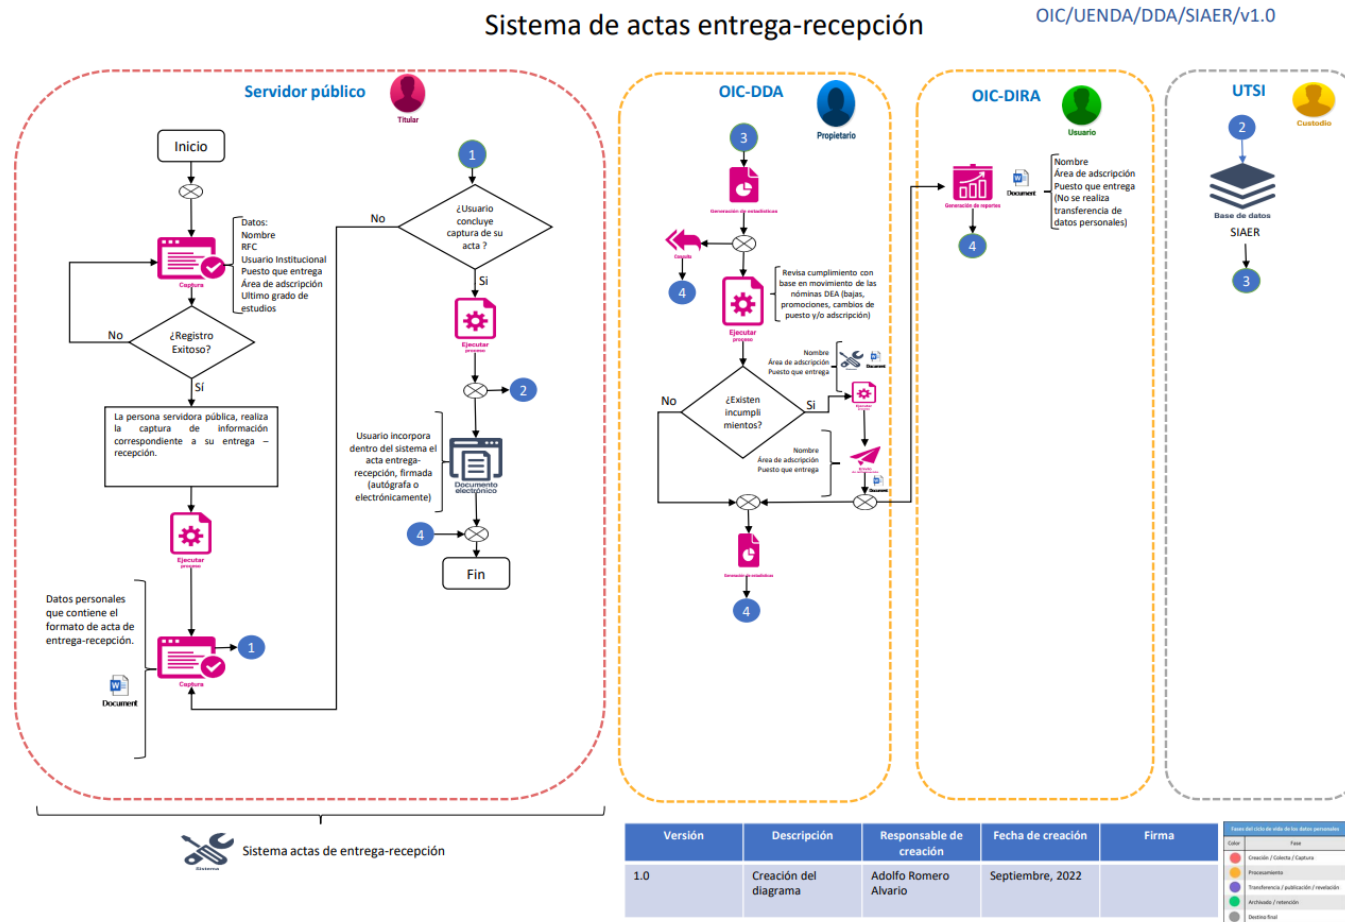 Sistema de actas entrega-recepción
OIC/UENDA/DDA/SIAER/v1.0
Servidor público
Titular
Inicio
Datos:
Nombre
RFC
Usuario Institucional
Puesto que entrega
Área de adscripción
Ultimo grado de
estudios
Captura
No
¿Registro
Exitoso?
Sí
La persona servidora pública, realiza
la captura de información
correspondiente a su entrega –
recepción.
Ejecutar
proceso
Datos personales
que contiene el
formato de acta de
entrega-recepción.
Document
Captura
1
1
No
¿Usuario
concluye
captura de su
acta ?
Si
Ejecutar
proceso
2
Usuario incorpora
dentro del sistema el
acta entrega-
recepción, firmada
(autógrafa o
electrónicamente)
Documento
electrónico
4
Fin
Sistema
Sistema actas de entrega-recepción
OIC-DDA
Propietario
3
Generación de estadísticas
Consulta
4
Revisa cumplimiento con
base en movimiento de las
nóminas DEA (bajas,
promociones, cambios de
puesto y/o adscripción)
Ejecutar
proceso
Nombre
Área de adscripción
Puesto que entrega
Document
No
¿Existen
incumpli
mientos?
Si
Nombre
Área de adscripción
Puesto que entrega
Document
Generación de estadísticas
4
OIC-DIRA
Usuario
Generación de reportes
Document
Nombre
Área de adscripción
Puesto que entrega
(No se realiza
transferencia de
datos personales)
4
UTSI
Custodio
2
Base de datos
SIAER
3
Versión
Descripción
Responsable de
creación
Fecha de creación
Firma
1.0
Creación del
diagrama
Adolfo Romero
Alvario
Septiembre, 2022
Fases del ciclo de vida de los datos personales
Color
Fase
Creación / Colecta / Captura
Procesamiento
Transferencia / publicación / revelación
Archivado / retención
Destino final